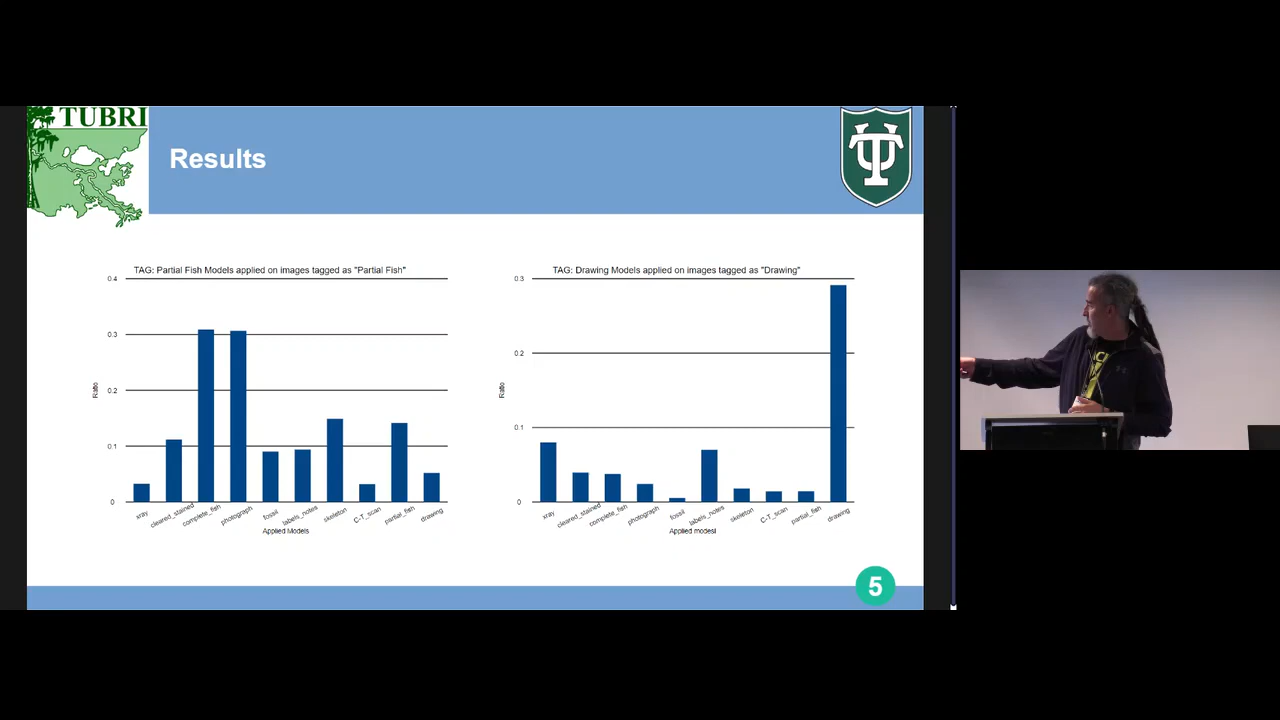 TUBRI
Results
TAG: Partial Fish Models applied on images tagged as "Partial Fish"
0.4
0.3
0.2
0.1
0
Ratio
xray
cleared_stained
complete_fish
photograph
fossil
labels_notes
skeleton
C-T_scan
partial_fish
drawing
Applied Models
TAG: Drawing Models applied on images tagged as "Drawing"
0.3
0.2
0.1
0
Ratio
xray
cleared_stained
complete_fish
photograph
fossil
labels_notes
skeleton
C-T_scan
partial_fish
drawing
Applied modesl
5